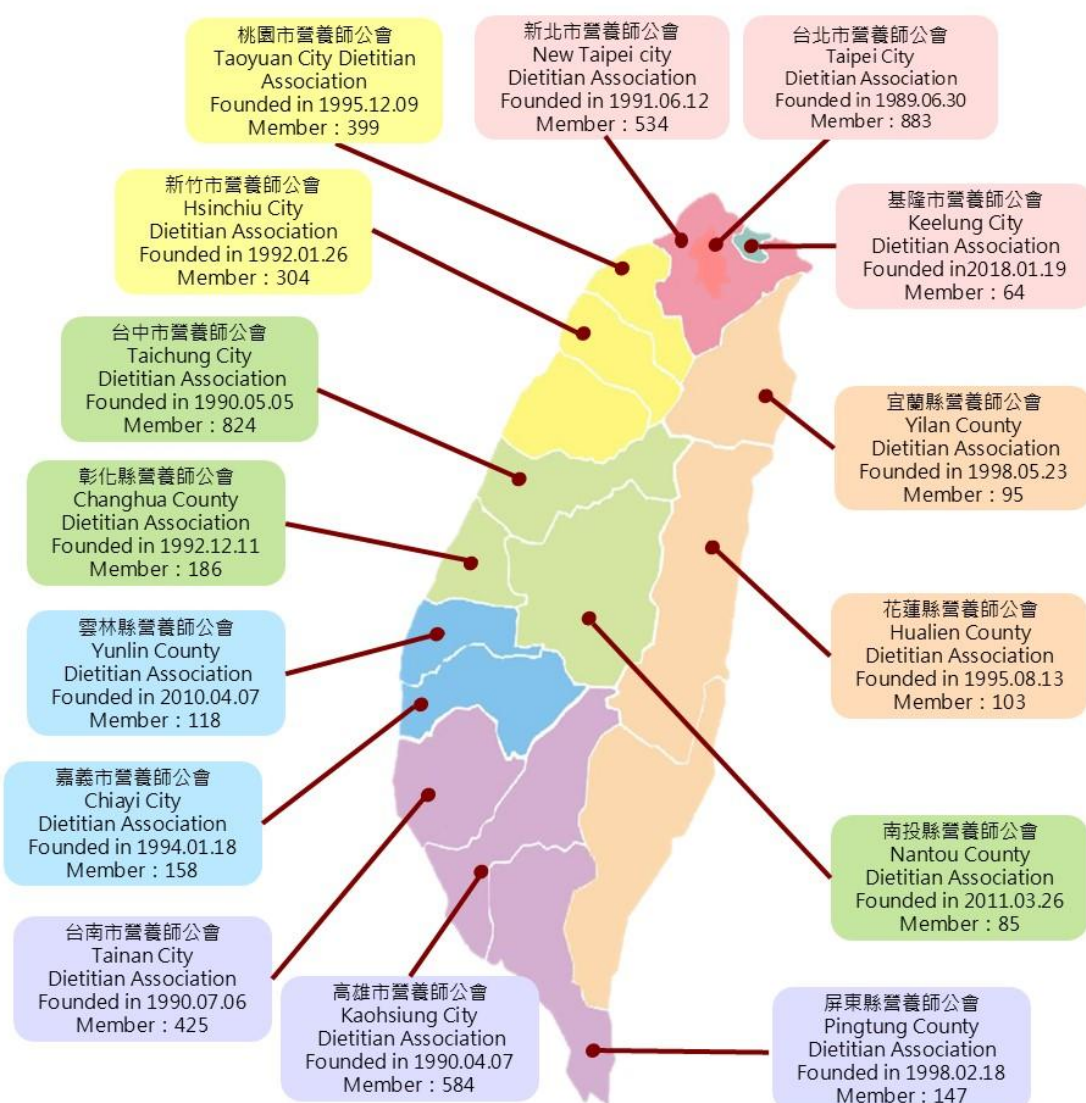 桃園市營養師公會
Taoyuan City Dietitian
Association
Founded in 1995.12.09
Member：399
新北市營養師公會
New Taipei city
Dietitian Association
Founded in 1991.06.12
Member：534
台北市營養師公會
Taipei City
Dietitian Association
Founded in 1989.06.30
Member：883
新竹市營養師公會
Hsinchiu City
Dietitian Association
Founded in 1992.01.26
Member：304
基隆市營養師公會
Keelung City
Dietitian Association
Founded in2018.01.19
Member：64
台中市營養師公會
Taichung City
Dietitian Association
Founded in 1990.05.05
Member：824
宜蘭縣營養師公會
Yilan County
Dietitian Association
Founded in 1998.05.23
Member：95
彰化縣營養師公會
Changhua County
Dietitian Association
Founded in 1992.12.11
Member：186
雲林縣營養師公會
Yunlin County
Dietitian Association
Founded in 2010.04.07
Member：118
花蓮縣營養師公會
Hualien County
Dietitian Association
Founded in 1995.08.13
Member：103
嘉義市營養師公會
Chiayi City
Dietitian Association
Founded in 1994.01.18
Member：158
南投縣營養師公會
Nantou County
Dietitian Association
Founded in 2011.03.26
Member：85
台南市營養師公會
Tainan City
Dietitian Association
Founded in 1990.07.06
Member：425
高雄市營養師公會
Kaohsiung City
Dietitian Association
Founded in 1990.04.07
Member：584
屏東縣營養師公會
Pingtung County
Dietitian Association
Founded in 1998.02.18
Member：147